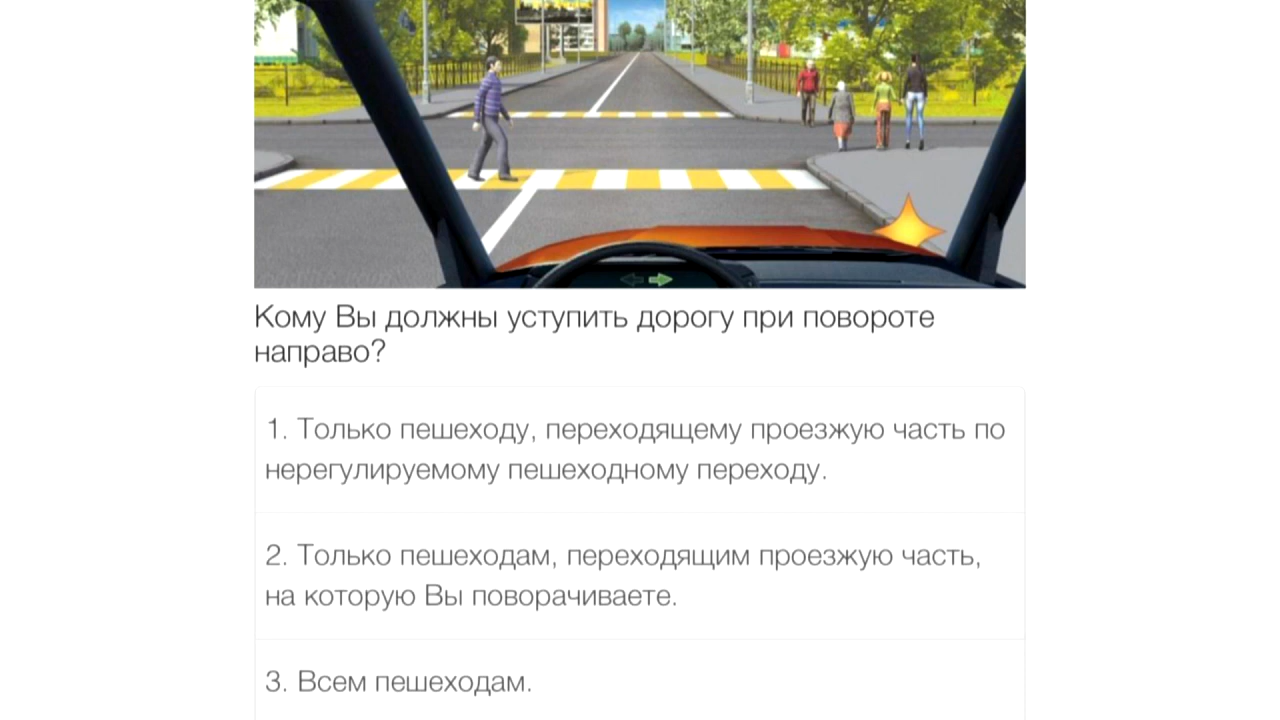 Кому Вы должны уступить дорогу при повороте
направо?
1. Только пешеходу, переходящему проезжую часть по
нерегулируемому пешеходному переходу.
2. Только пешеходам, переходящим проезжую часть,
на которую Вы поворачиваете.
3. Всем пешеходам.